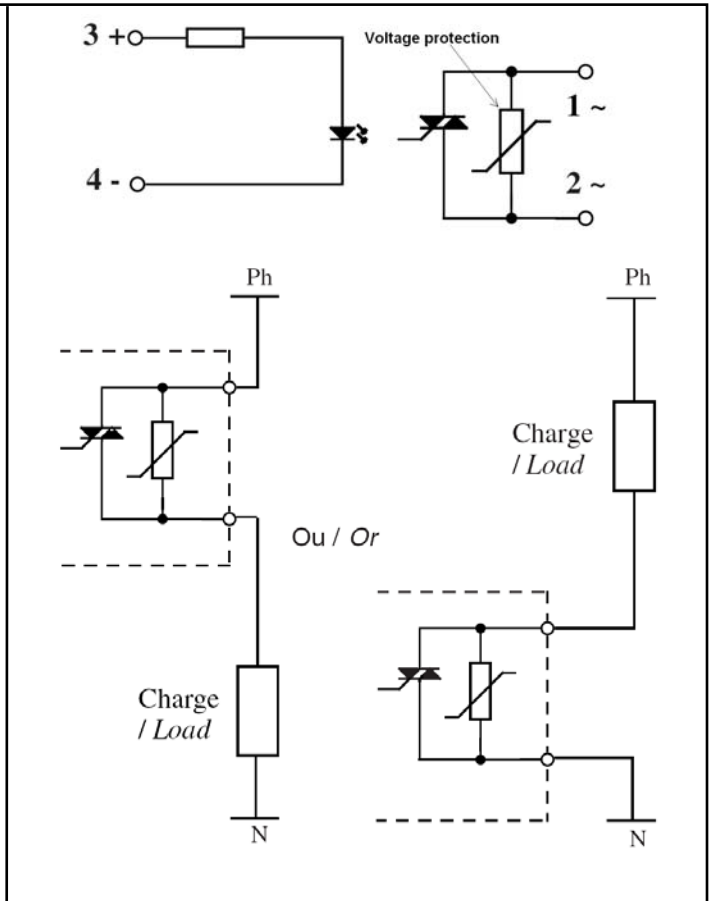 3 +
Voltage protection
1 ~
4 -
2 ~
Ph
Ph
Charge
/ Load
Ou / Or
Charge
/ Load
N
N